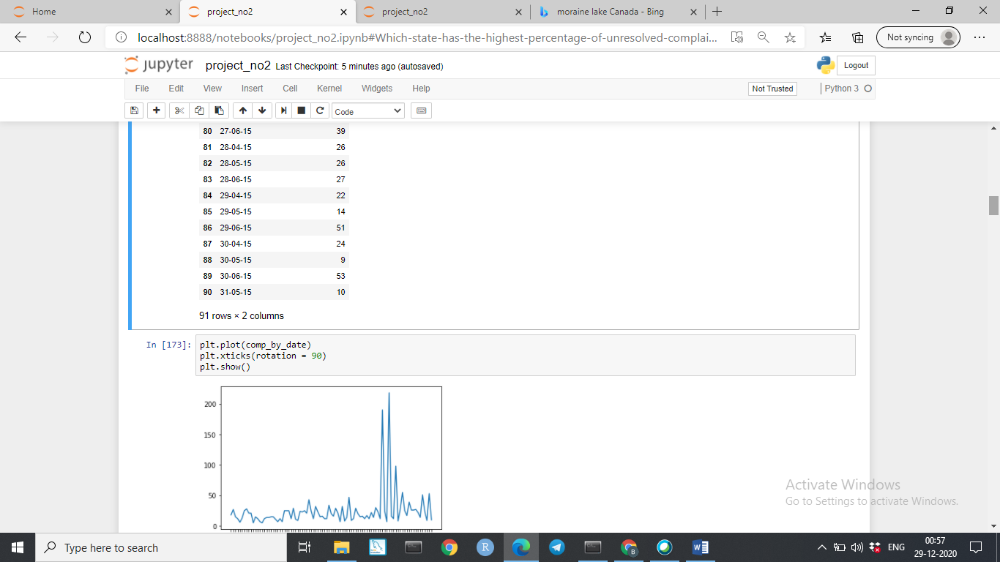 Home
project_no2
project_no2
moraine lake Canada - Bing
localhost:8888/notebooks/project_no2.ipynb#Which-state-has-the-highest-percentage-of-unresolved-complai...
Not syncing
jupyter project_no2 Last Checkpoint: 5 minutes ago (autosaved)
Logout
File Edit View Insert Cell Kernel Widgets Help
Not Trusted
Python 3
Code
80 27-06-15 39
81 28-04-15 26
82 28-05-15 26
83 28-06-15 27
84 29-04-15 22
85 29-05-15 14
86 29-06-15 51
87 30-04-15 24
88 30-05-15 9
89 30-06-15 53
90 31-05-15 10
91 rows × 2 columns
In [173]: plt.plot(comp_by_date)
plt.xticks(rotation = 90)
plt.show()
200
150
100
50
0
Activate Windows
Go to Settings to activate Windows.
Type here to search
R
B
W
ENG
00:57
29-12-2020